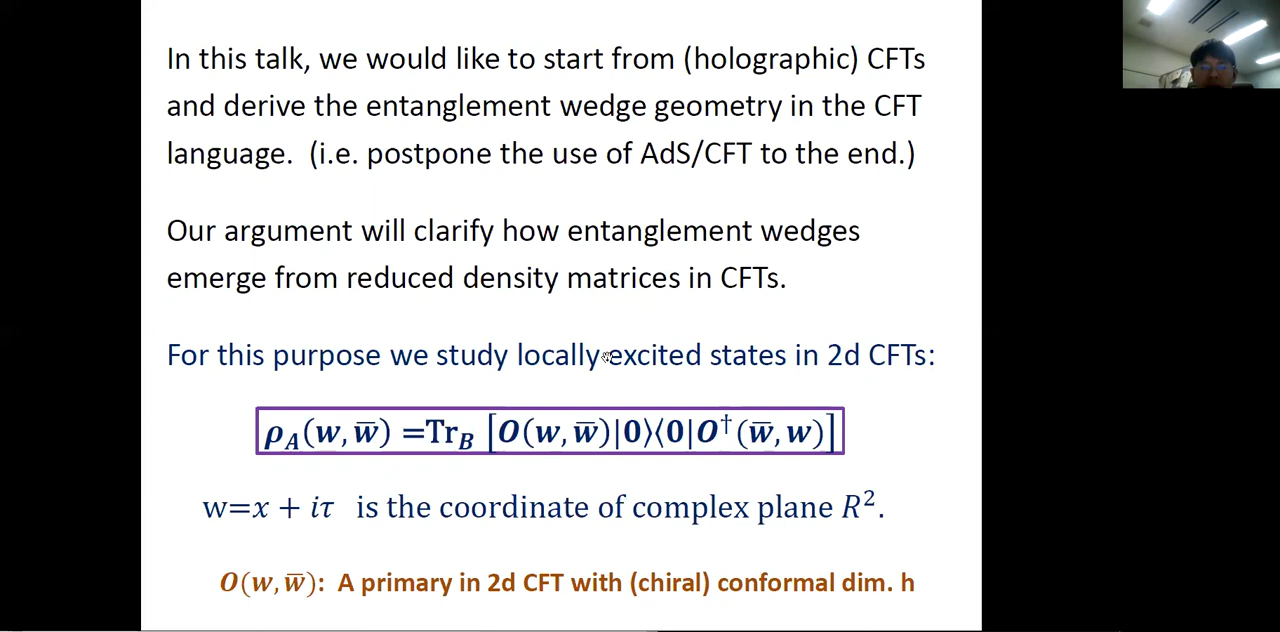 In this talk, we would like to start from (holographic) CFTs
and derive the entanglement wedge geometry in the CFT
language.  (i.e. postpone the use of AdS/CFT to the end.)
Our argument will clarify how entanglement wedges
emerge from reduced density matrices in CFTs.
For this purpose we study locally excited states in 2d CFTs:
ρ_A(w, w̅) =Tr_B [O(w, w̅)|0⟩⟨0|O†(w̅, w)]
w=x + iτ  is the coordinate of complex plane R².
O(w, w̅):  A primary in 2d CFT with (chiral) conformal dim. h